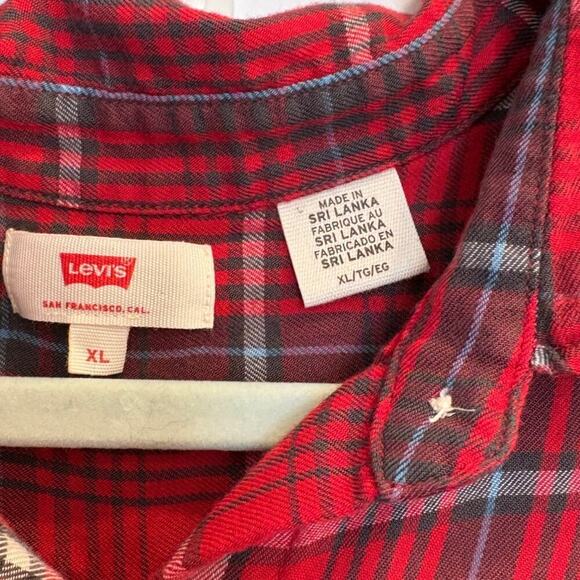 LEVI'S
SAN FRANCISCO, CAL.
XL
MADE IN
SRI LANKA
FABRIQUE AU
SRI LANKA
FABRICADO EN
SRI LANKA
XL/TG/EG